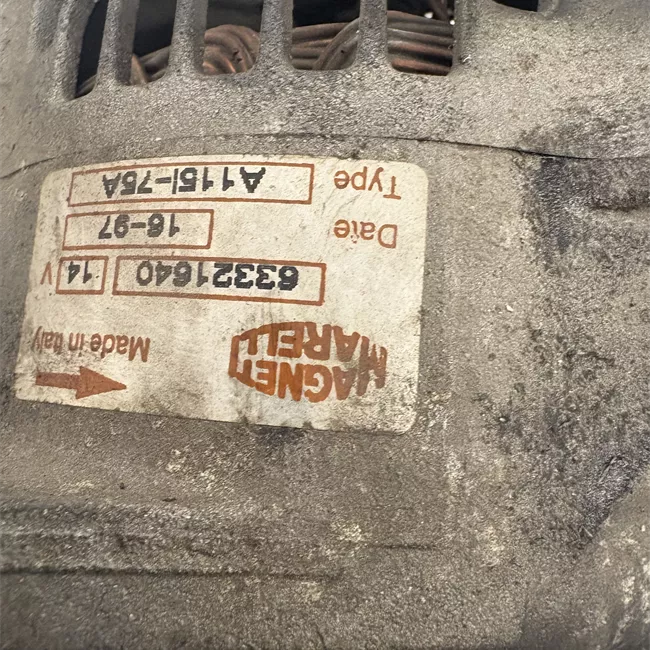 MAGNETI
MARELLI
Made in Italy
63321640 14 V
Date 16-97
Type A115I-75A